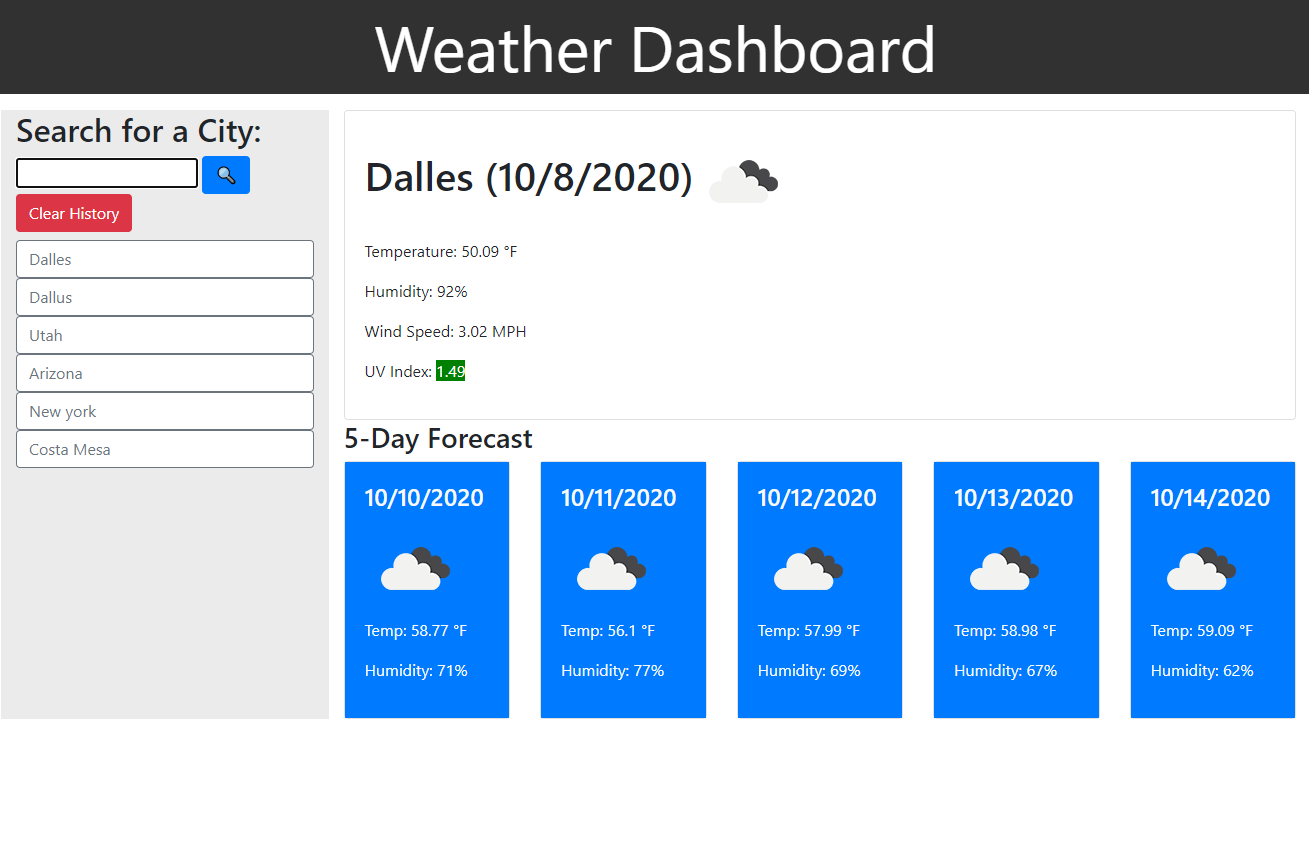 Weather Dashboard
Search for a City:
Clear History
Dalles
Dallus
Utah
Arizona
New york
Costa Mesa
Dalles (10/8/2020)
Temperature: 50.09 °F
Humidity: 92%
Wind Speed: 3.02 MPH
UV Index: 1.49
5-Day Forecast
10/10/2020
Temp: 58.77 °F
Humidity: 71%
10/11/2020
Temp: 56.1 °F
Humidity: 77%
10/12/2020
Temp: 57.99 °F
Humidity: 69%
10/13/2020
Temp: 58.98 °F
Humidity: 67%
10/14/2020
Temp: 59.09 °F
Humidity: 62%